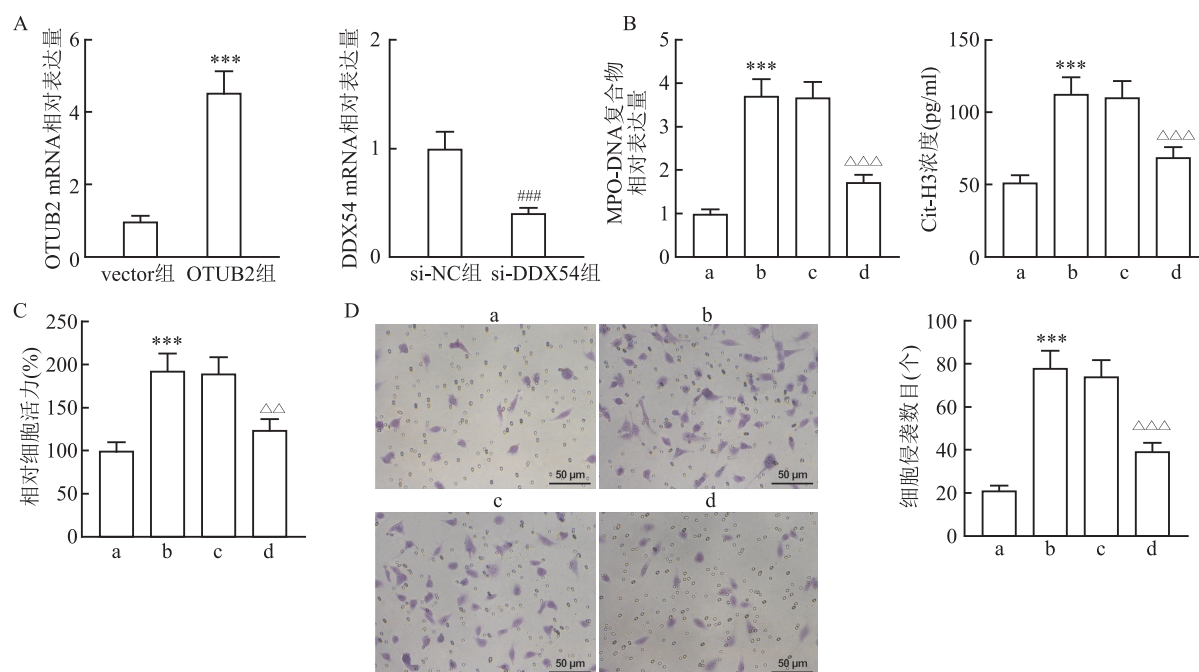 A
OTUB2 mRNA相对表达量
6
4
2
0
***
vector组
OTUB2组
DDX54 mRNA相对表达量
2
1
0
###
si-NC组
si-DDX54组
B
MPO-DNA复合物
相对表达量
5
4
3
2
1
0
***
△△△
a
b
c
d
Cit-H3浓度(pg/ml)
150
100
50
0
***
△△△
a
b
c
d
C
相对细胞活力(%)
250
200
150
100
50
0
***
△△
a
b
c
d
D
a
b
50 μm
50 μm
c
d
50 μm
50 μm
细胞侵袭数目(个)
100
80
60
40
20
0
***
△△△
a
b
c
d